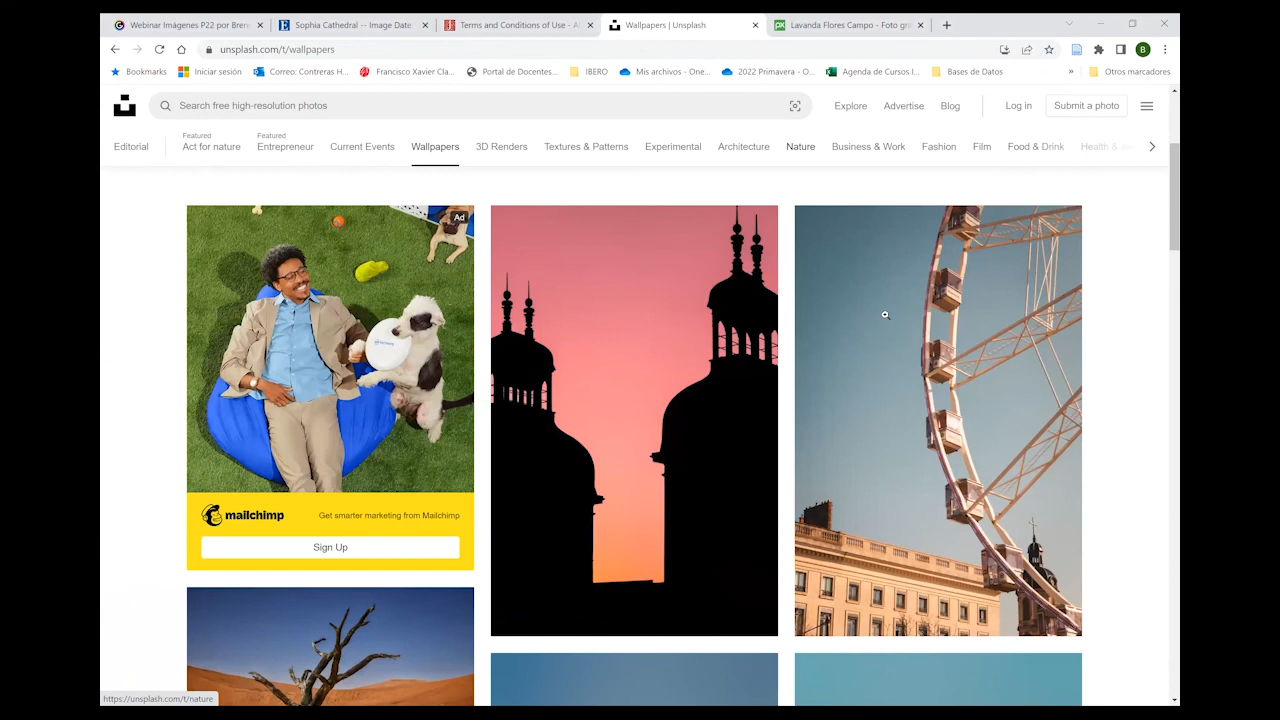 Webinar Imágenes P22 por Bren
Sophia Cathedral -- Image Date
Terms and Conditions of Use - A
Wallpapers | Unsplash
Lavanda Flores Campo - Foto gr
unsplash.com/t/wallpapers
B
Bookmarks
Iniciar sesión
Correo: Contreras H...
Francisco Xavier Cla...
Portal de Docentes...
IBERO
Mis archivos - One...
2022 Primavera - O...
Agenda de Cursos I...
Bases de Datos
»
Otros marcadores
Search free high-resolution photos
Explore
Advertise
Blog
Log in
Submit a photo
Editorial
Featured
Act for nature
Featured
Entrepreneur
Current Events
Wallpapers
3D Renders
Textures & Patterns
Experimental
Architecture
Nature
Business & Work
Fashion
Film
Food & Drink
Health &
Ad
mailchimp
Get smarter marketing from Mailchimp
Sign Up
https://unsplash.com/t/nature